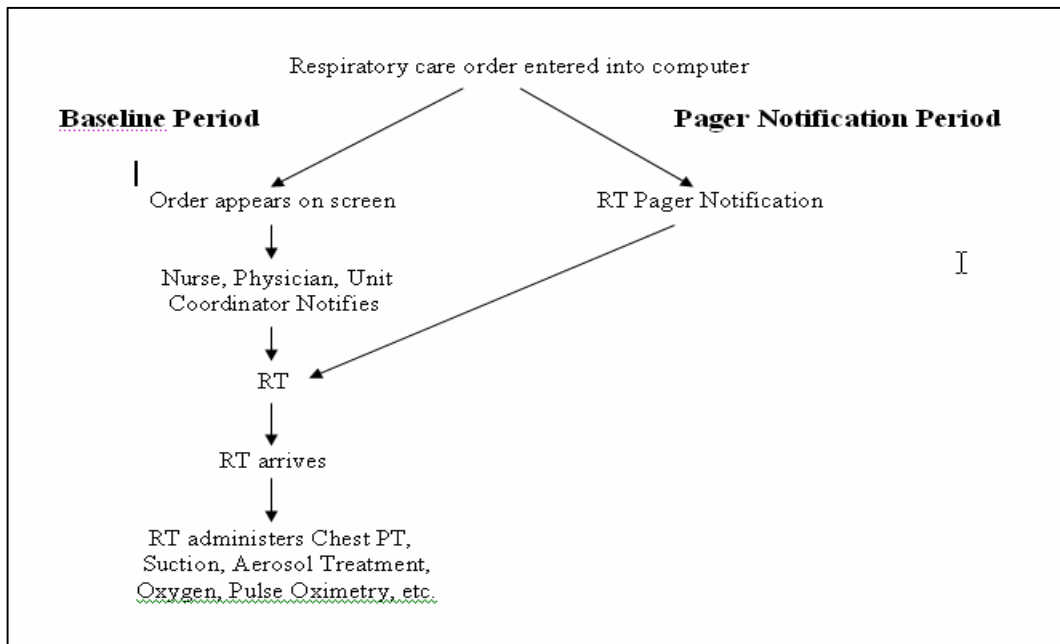 Respiratory care order entered into computer
Baseline Period
Pager Notification Period
Order appears on screen
RT Pager Notification
Nurse, Physician, Unit
Coordinator Notifies
RT
RT arrives
RT administers Chest PT,
Suction, Aerosol Treatment,
Oxygen, Pulse Oximetry, etc.